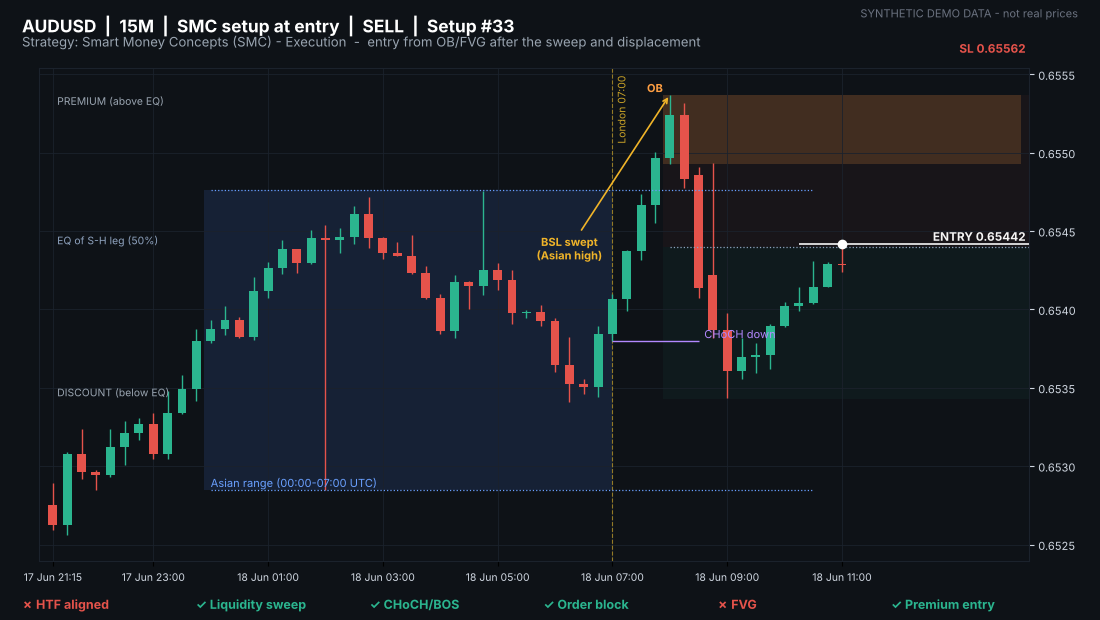 AUDUSD | 15M | SMC setup at entry | SELL | Setup #33
SYNTHETIC DEMO DATA - not real prices
Strategy: Smart Money Concepts (SMC) - Execution - entry from OB/FVG after the sweep and displacement
SL 0.65562
0.6555
PREMIUM (above EQ)
OB
London 07:00
0.6550
EQ of S-H leg (50%)
BSL swept
(Asian high)
ENTRY 0.65442
0.6545
0.6540
CHoCH down
DISCOUNT (below EQ)
0.6535
0.6530
Asian range (00:00-07:00 UTC)
0.6525
17 Jun 21:15
17 Jun 23:00
18 Jun 01:00
18 Jun 03:00
18 Jun 05:00
18 Jun 07:00
18 Jun 09:00
18 Jun 11:00
× HTF aligned
✓ Liquidity sweep
✓ CHoCH/BOS
✓ Order block
× FVG
✓ Premium entry